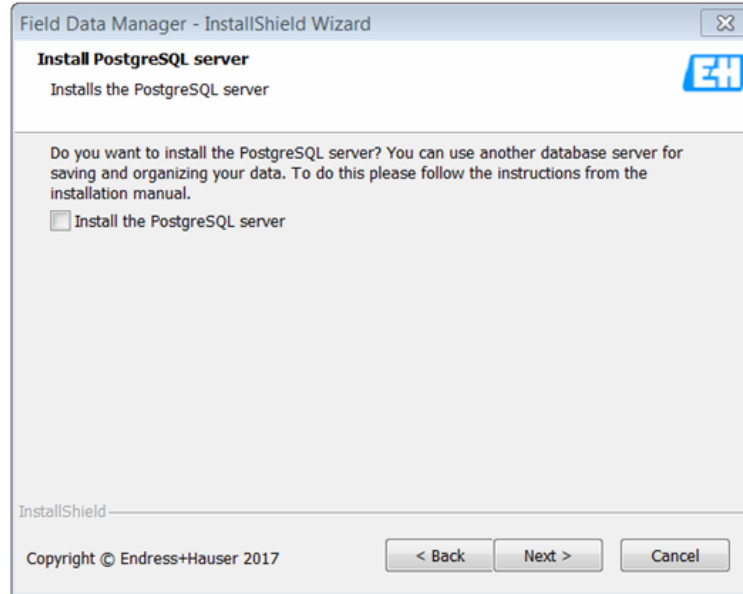 Field Data Manager - InstallShield Wizard
Install PostgreSQL server
Installs the PostgreSQL server
EH
Do you want to install the PostgreSQL server? You can use another database server for
saving and organizing your data. To do this please follow the instructions from the
installation manual.
Install the PostgreSQL server
InstallShield
Copyright © Endress+Hauser 2017
< Back
Next >
Cancel